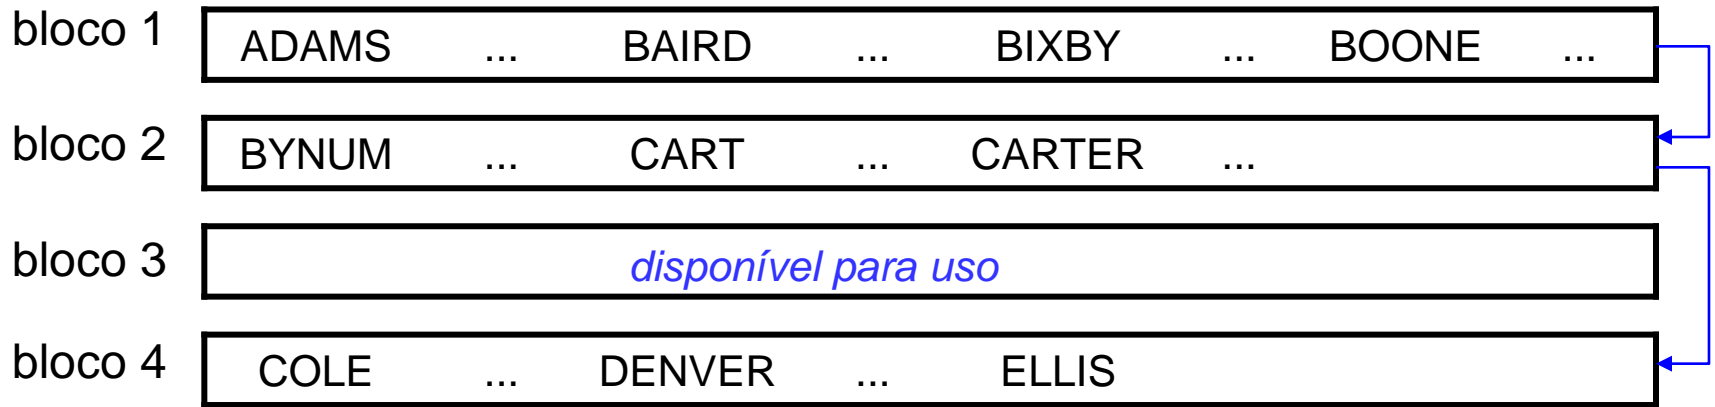 bloco 1 ADAMS ... BAIRD ... BIXBY ... BOONE ...
bloco 2 BYNUM ... CART ... CARTER ...
bloco 3 disponível para uso
bloco 4 COLE ... DENVER ... ELLIS